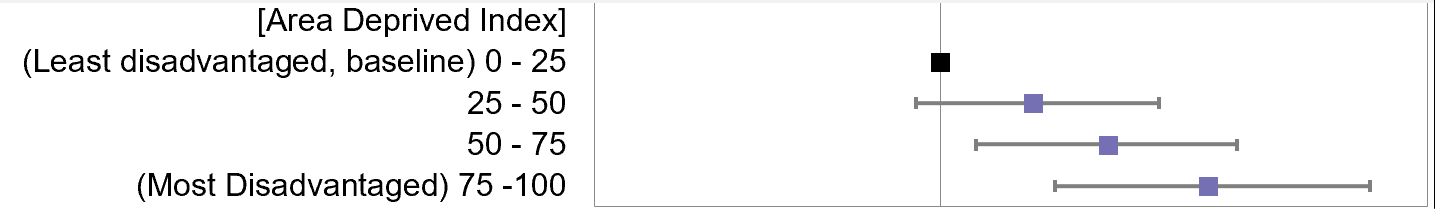 [Area Deprived Index]
(Least disadvantaged, baseline) 0 - 25
25 - 50
50 - 75
(Most Disadvantaged) 75 -100